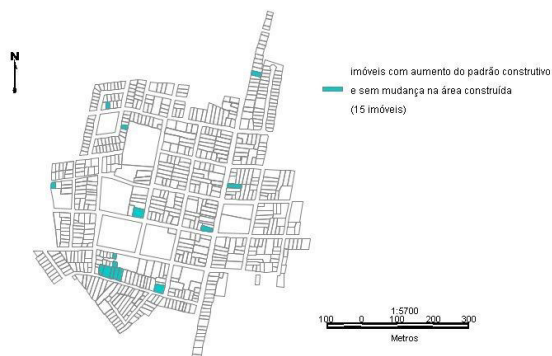 N
imóveis com aumento do padrão construtivo
e sem mudança na área construída
(15 imóveis)
1:5700
100 0 100 200 300
Metros